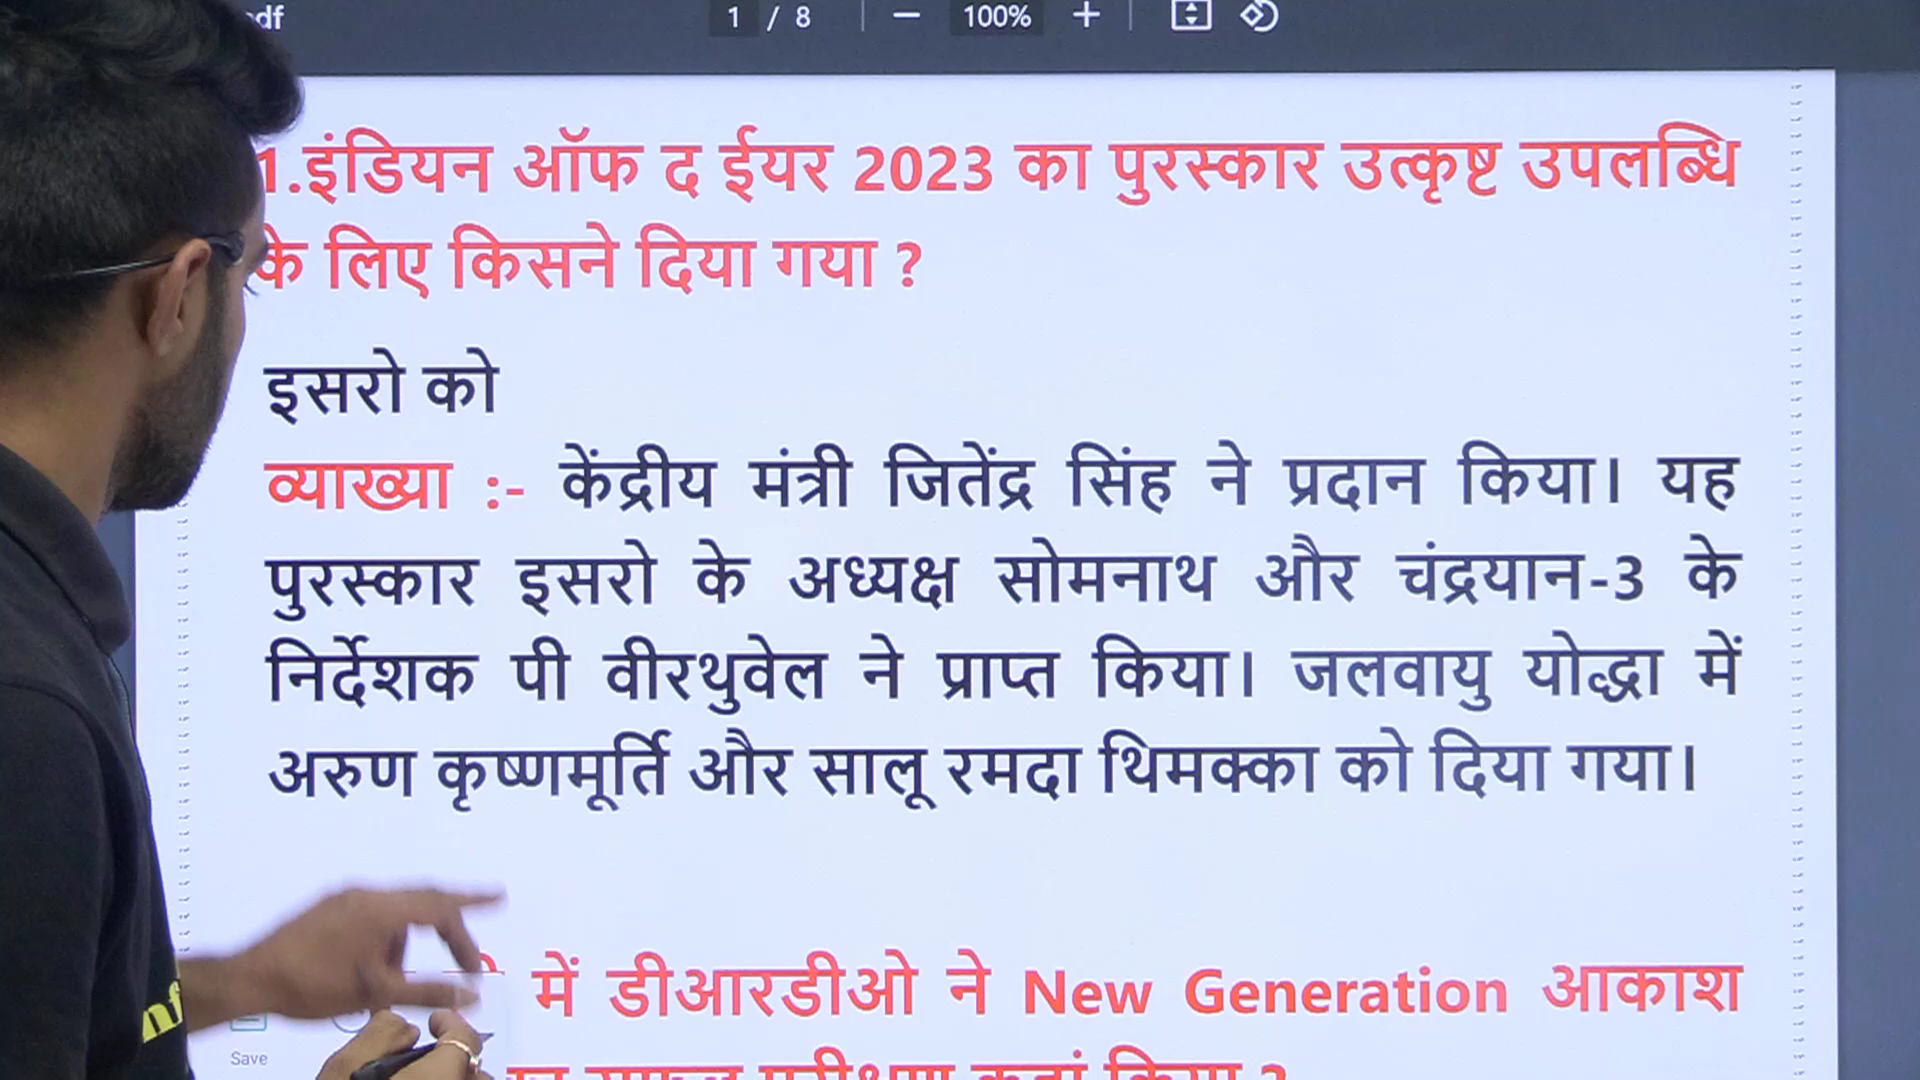 df
1 / 8 100%
1.इंडियन ऑफ द ईयर 2023 का पुरस्कार उत्कृष्ट उपलब्धि
के लिए किसने दिया गया ?
इसरो को
व्याख्या :- केंद्रीय मंत्री जितेंद्र सिंह ने प्रदान किया। यह
पुरस्कार इसरो के अध्यक्ष सोमनाथ और चंद्रयान-3 के
निर्देशक पी वीरथुवेल ने प्राप्त किया। जलवायु योद्धा में
अरुण कृष्णमूर्ति और सालू रमदा थिमक्का को दिया गया।
में डीआरडीओ ने New Generation आकाश
कहां किया ?
Save
nf